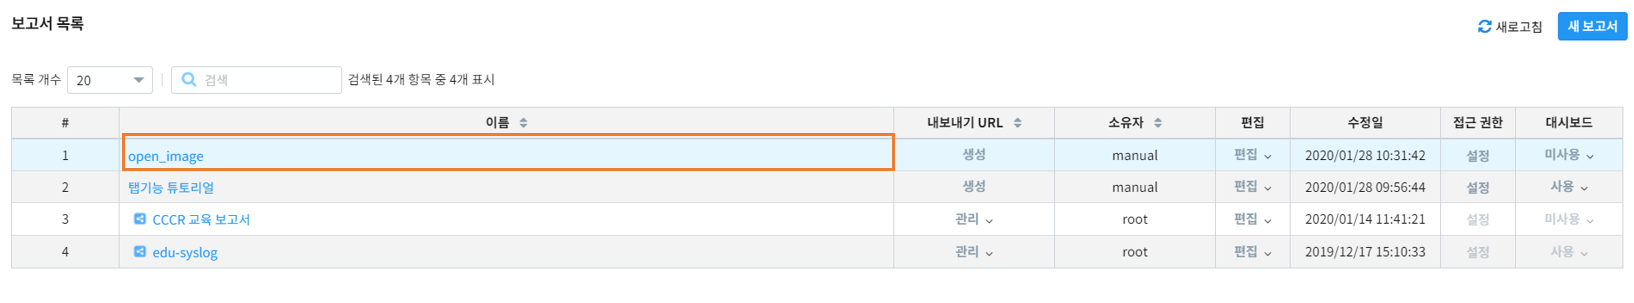 보고서 목록
새로고침 새 보고서
목록 개수 20 검색 검색된 4개 항목 중 4개 표시
# 이름 내보내기 URL 소유자 편집 수정일 접근 권한 대시보드
1 open_image 생성 manual 편집 2020/01/28 10:31:42 설정 미사용
2 탭기능 튜토리얼 생성 manual 편집 2020/01/28 09:56:44 설정 사용
3 CCCR 교육 보고서 관리 root 편집 2020/01/14 11:41:21 설정 미사용
4 edu-syslog 관리 root 편집 2019/12/17 15:10:33 설정 사용